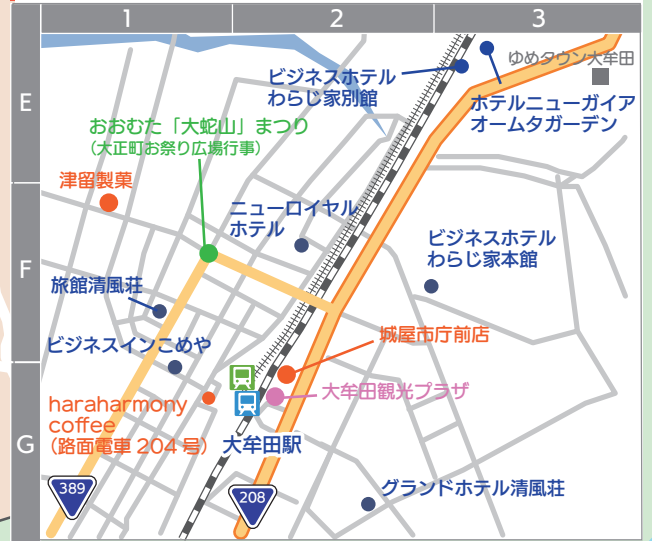 1
2
3
E
F
G
ゆめタウン大牟田
ビジネスホテル
わらじ家別館
ホテルニューガイア
オームタガーデン
おおむた「大蛇山」まつり
(大正町お祭り広場行事)
津留製菓
ニューロイヤル
ホテル
ビジネスホテル
わらじ家本館
旅館清風荘
城屋市庁前店
ビジネスインこめや
大牟田観光プラザ
haraharmony
coffee
(路面電車 204 号)
大牟田駅
グランドホテル清風荘
389
208